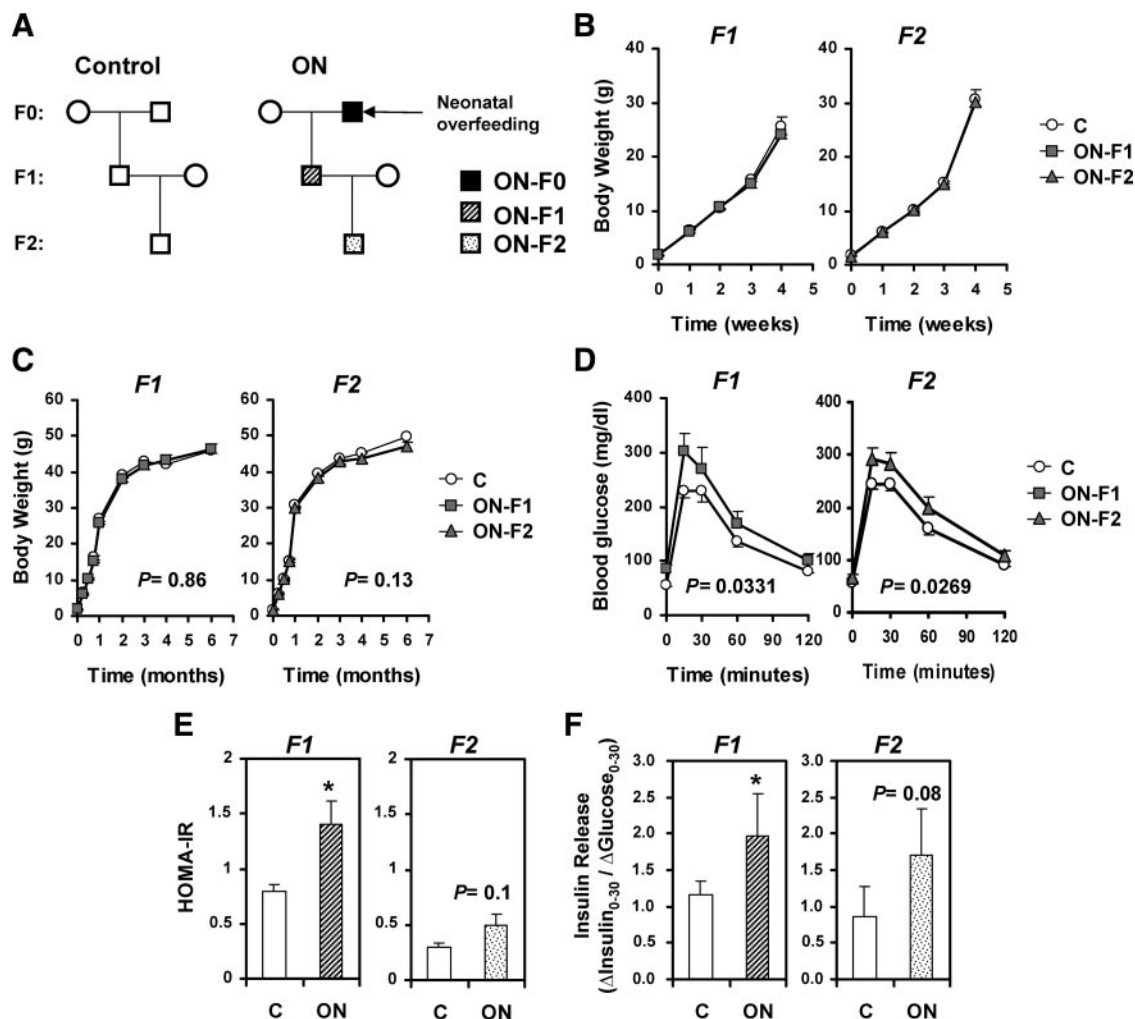 A
Control
ON
F0:
Neonatal
overfeeding
F1:
ON-F0
ON-F1
F2:
ON-F2
B
F1
F2
Body Weight (g)
40
30
20
10
0
0 1 2 3 4 5
Time (weeks)
40
30
20
10
0
0 1 2 3 4 5
Time (weeks)
C
ON-F1
ON-F2
C
F1
F2
Body Weight (g)
60
50
40
30
20
10
0
P= 0.86
0 1 2 3 4 5 6 7
Time (months)
60
50
40
30
20
10
0
P= 0.13
0 1 2 3 4 5 6 7
Time (months)
C
ON-F1
ON-F2
D
F1
F2
Blood glucose (mg/dl)
400
300
200
100
0
P= 0.0331
0 30 60 90 120
Time (minutes)
400
300
200
100
0
P= 0.0269
0 30 60 90 120
Time (minutes)
C
ON-F1
ON-F2
E
F1
F2
HOMA-IR
2
1.5
1
0.5
0
*
C ON
2
1.5
1
0.5
0
P= 0.1
C ON
F
F1
F2
Insulin Release
(ΔInsulin0-30 / ΔGlucose0-30)
3.0
2.5
2.0
1.5
1.0
0.5
0.0
*
C ON
3.0
2.5
2.0
1.5
1.0
0.5
0.0
P= 0.08
C ON